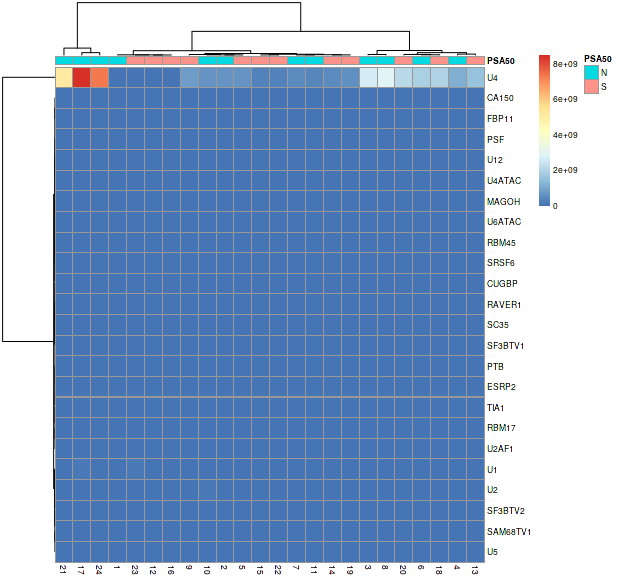 PSA50
U4
CA150
FBP11
PSF
U12
U4ATAC
MAGOH
U6ATAC
RBM45
SRSF6
CUGBP
RAVER1
SC35
SF3BTV1
PTB
ESRP2
TIA1
RBM17
U2AF1
U1
U2
SF3BTV2
SAM68TV1
U5
21 17 24 1 23 12 16 9 10 2 5 15 22 7 11 14 19 3 8 20 6 18 4 13
8e+09
6e+09
4e+09
2e+09
0
PSA50
N
S